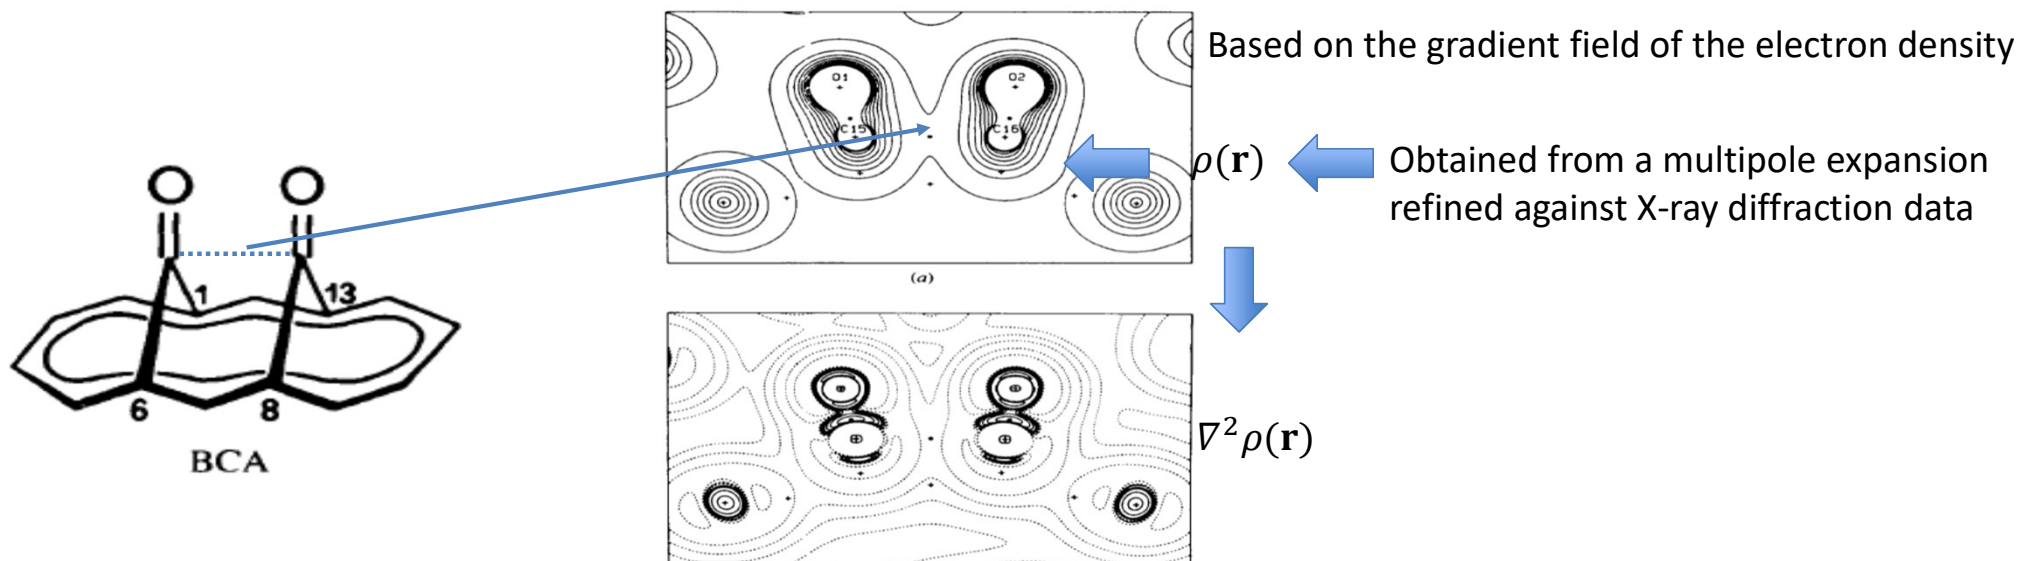 Based on the gradient field of the electron density
O1 O2
C15 C16
ρ(r)
Obtained from a multipole expansion
refined against X-ray diffraction data
(a)
O O
1 13
6 8
BCA
∇²ρ(r)